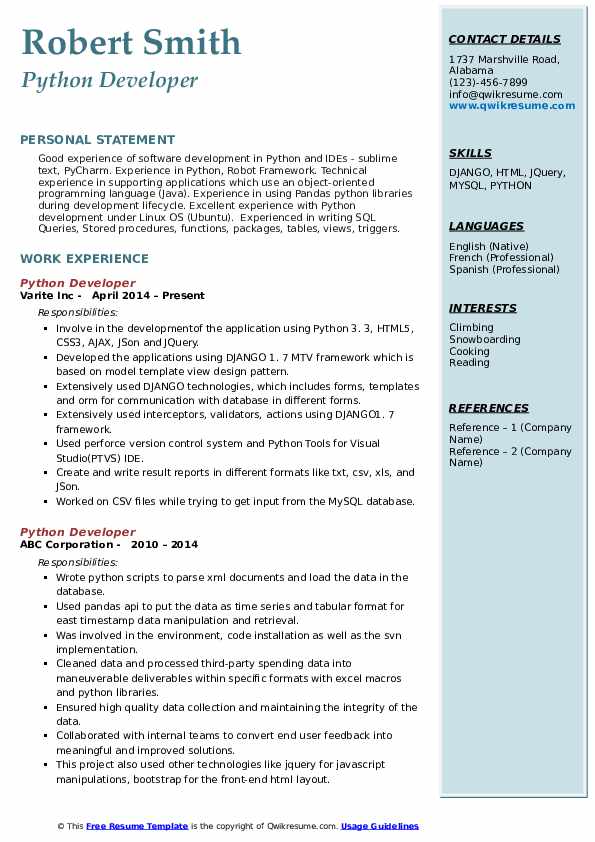 Robert Smith
Python Developer
PERSONAL STATEMENT
Good experience of software development in Python and IDEs - sublime
text, PyCharm. Experience in Python, Robot Framework. Technical
experience in supporting applications which use an object-oriented
programming language (Java). Experience in using Pandas python libraries
during development lifecycle. Excellent experience with Python
development under Linux OS (Ubuntu). Experienced in writing SQL
Queries, Stored procedures, functions, packages, tables, views, triggers.
WORK EXPERIENCE
Python Developer
Varite Inc - April 2014 – Present
Responsibilities:
▪ Involve in the developmentof the application using Python 3. 3, HTML5,
CSS3, AJAX, JSon and JQuery.
▪ Developed the applications using DJANGO 1. 7 MTV framework which is
based on model template view design pattern.
▪ Extensively used DJANGO technologies, which includes forms, templates
and orm for communication with database in different forms.
▪ Extensively used interceptors, validators, actions using DJANGO1. 7
framework.
▪ Used perforce version control system and Python Tools for Visual
Studio(PTVS) IDE.
▪ Create and write result reports in different formats like txt, csv, xls, and
JSon.
▪ Worked on CSV files while trying to get input from the MySQL database.
Python Developer
ABC Corporation - 2010 – 2014
Responsibilities:
▪ Wrote python scripts to parse xml documents and load the data in the
database.
▪ Used pandas api to put the data as time series and tabular format for
east timestamp data manipulation and retrieval.
▪ Was involved in the environment, code installation as well as the svn
implementation.
▪ Cleaned data and processed third-party spending data into
maneuverable deliverables within specific formats with excel macros
and python libraries.
▪ Ensured high quality data collection and maintaining the integrity of the
data.
▪ Collaborated with internal teams to convert end user feedback into
meaningful and improved solutions.
▪ This project also used other technologies like jquery for javascript
manipulations, bootstrap for the front-end html layout.
CONTACT DETAILS
1737 Marshville Road,
Alabama
(123)-456-7899
info@qwikresume.com
www.qwikresume.com
SKILLS
DJANGO, HTML, JQuery,
MYSQL, PYTHON
LANGUAGES
English (Native)
French (Professional)
Spanish (Professional)
INTERESTS
Climbing
Snowboarding
Cooking
Reading
REFERENCES
Reference – 1 (Company
Name)
Reference – 2 (Company
Name)
© This Free Resume Template is the copyright of Qwikresume.com. Usage Guidelines